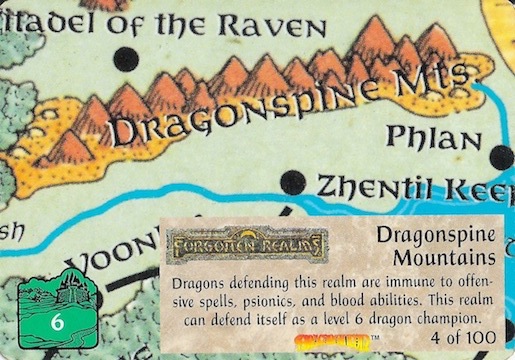 itadel of the Raven
Dragonspine Mts
Phlan
Zhentil Keep
sh
Voon
Forgotten Realms
Dragonspine
Mountains
Dragons defending this realm are immune to offen-
sive spells, psionics, and blood abilities. This realm
can defend itself as a level 6 dragon champion.
6
™
4 of 100